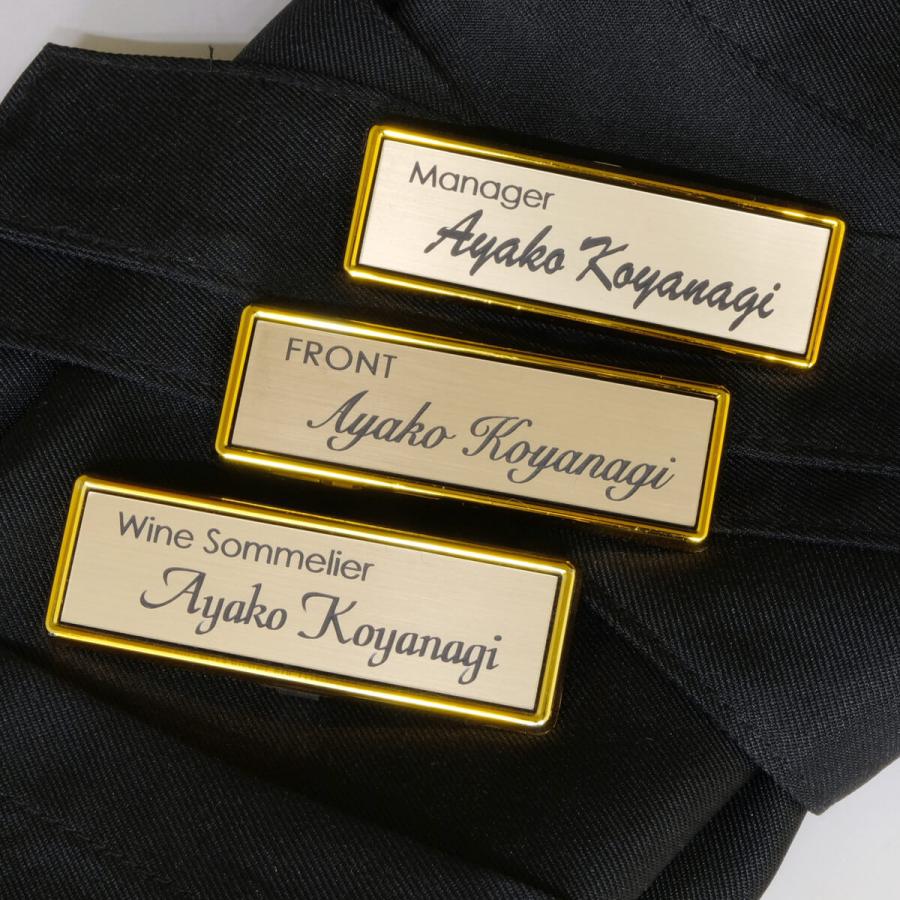 Manager
Ayako Koyanagi
FRONT
Ayako Koyanagi
Wine Sommelier
Ayako Koyanagi